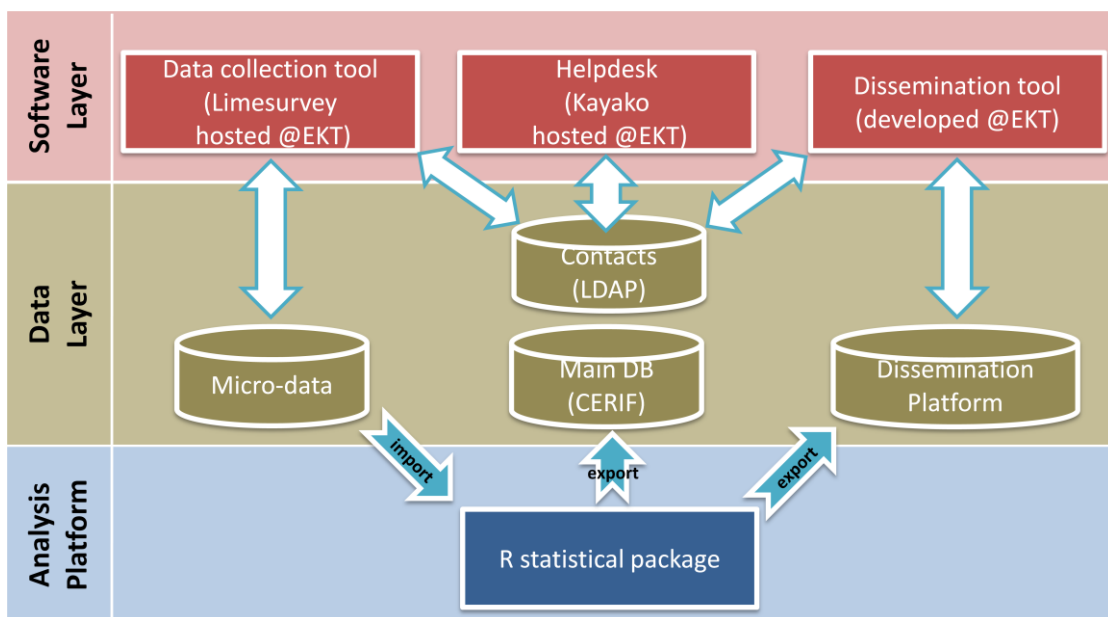 Software
Layer
Data collection tool
(Limesurvey
hosted @EKT)
Helpdesk
(Kayako
hosted @EKT)
Dissemination tool
(developed @EKT)
Data
Layer
Contacts
(LDAP)
Micro-data
Main DB
(CERIF)
Dissemination
Platform
import
export
export
Analysis
Platform
R statistical package